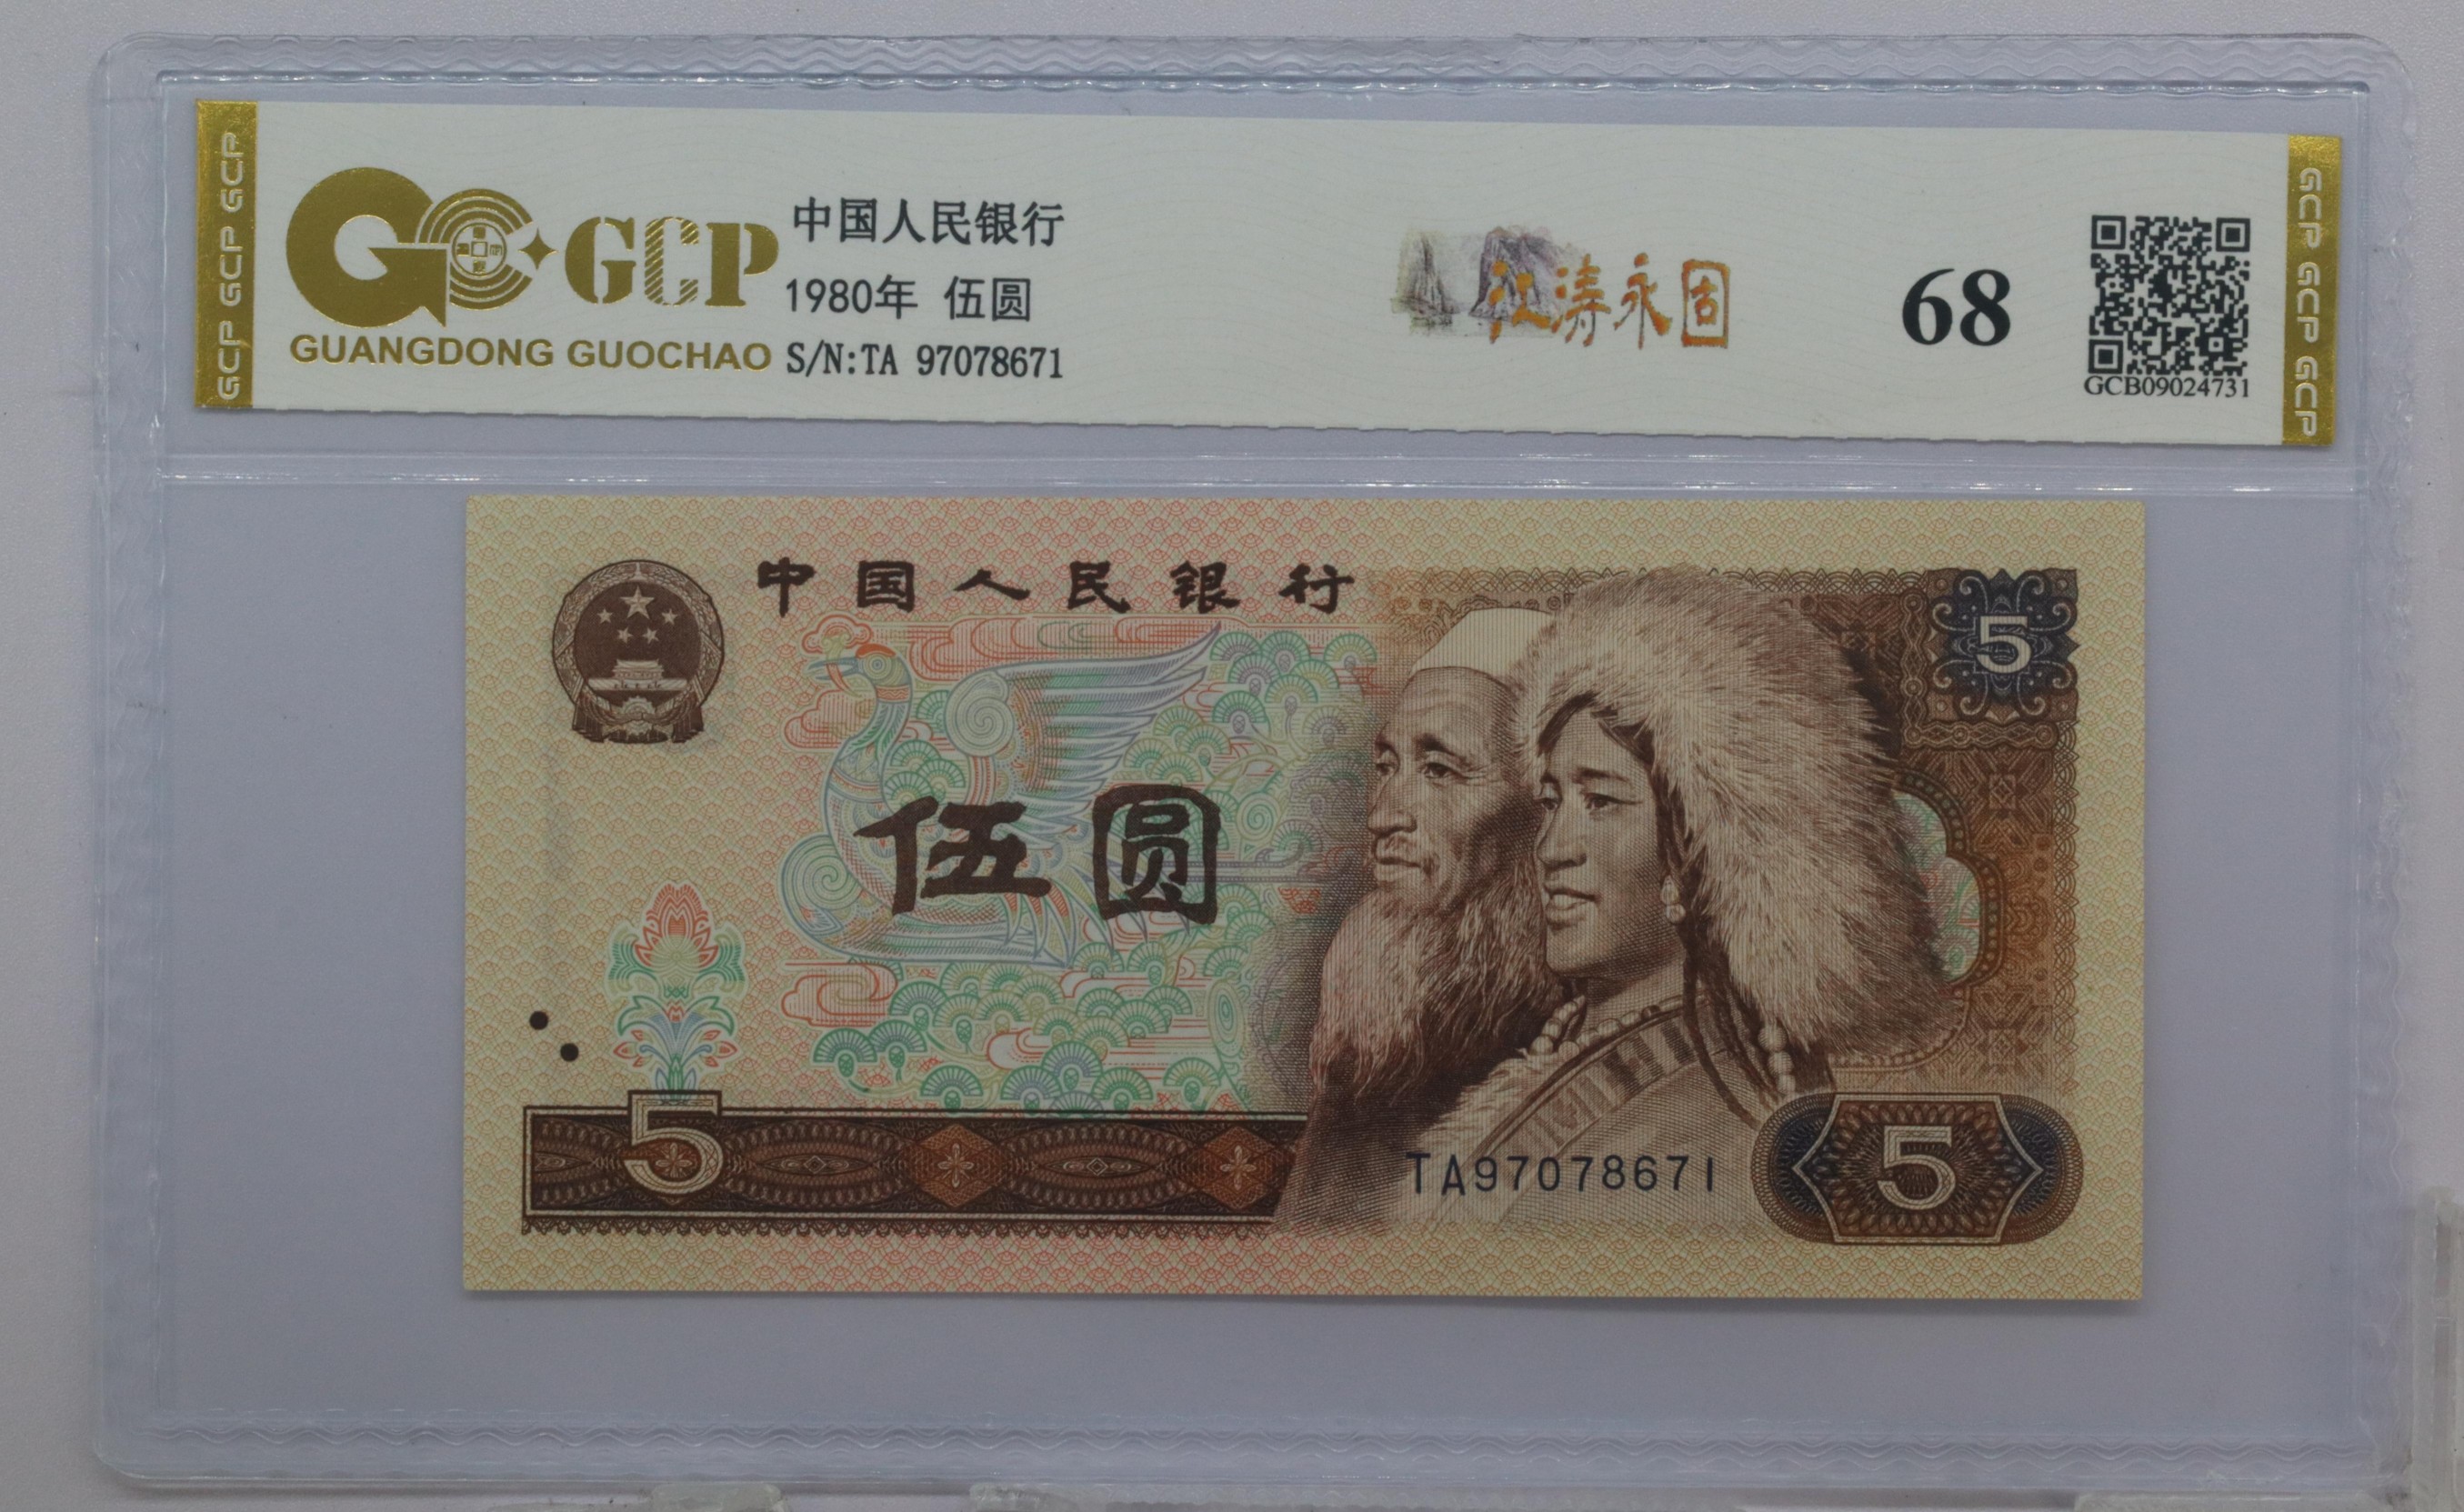 GCP GCP GCP
GCP
GUANGDONG GUOCHAO
中国人民银行
1980年 伍圆
S/N:TA 97078671
江涛永固
68
GCB09024731
GCP GCP GCP
中国人民银行
5
伍圆
5
TA97078671
5